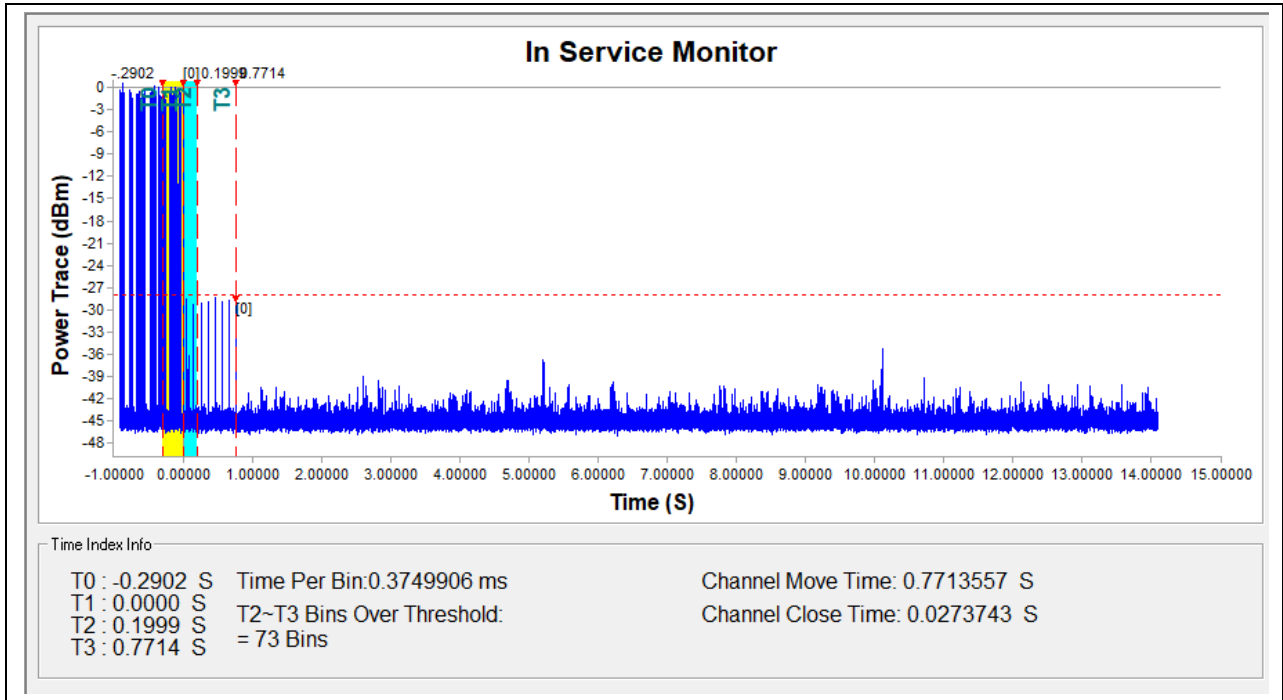 In Service Monitor
-.2902 [0] 0.1999 0.7714
T0 T1 T2 T3
0
-3
-6
-9
-12
-15
-18
-21
-24
-27
-30
-33
-36
-39
-42
-45
-48
Power Trace (dBm)
[0]
-1.00000 0.00000 1.00000 2.00000 3.00000 4.00000 5.00000 6.00000 7.00000 8.00000 9.00000 10.00000 11.00000 12.00000 13.00000 14.00000 15.00000
Time (S)
Time Index Info
T0 : -0.2902 S
T1 : 0.0000 S
T2 : 0.1999 S
T3 : 0.7714 S
Time Per Bin:0.3749906 ms
T2~T3 Bins Over Threshold:
= 73 Bins
Channel Move Time: 0.7713557 S
Channel Close Time: 0.0273743 S